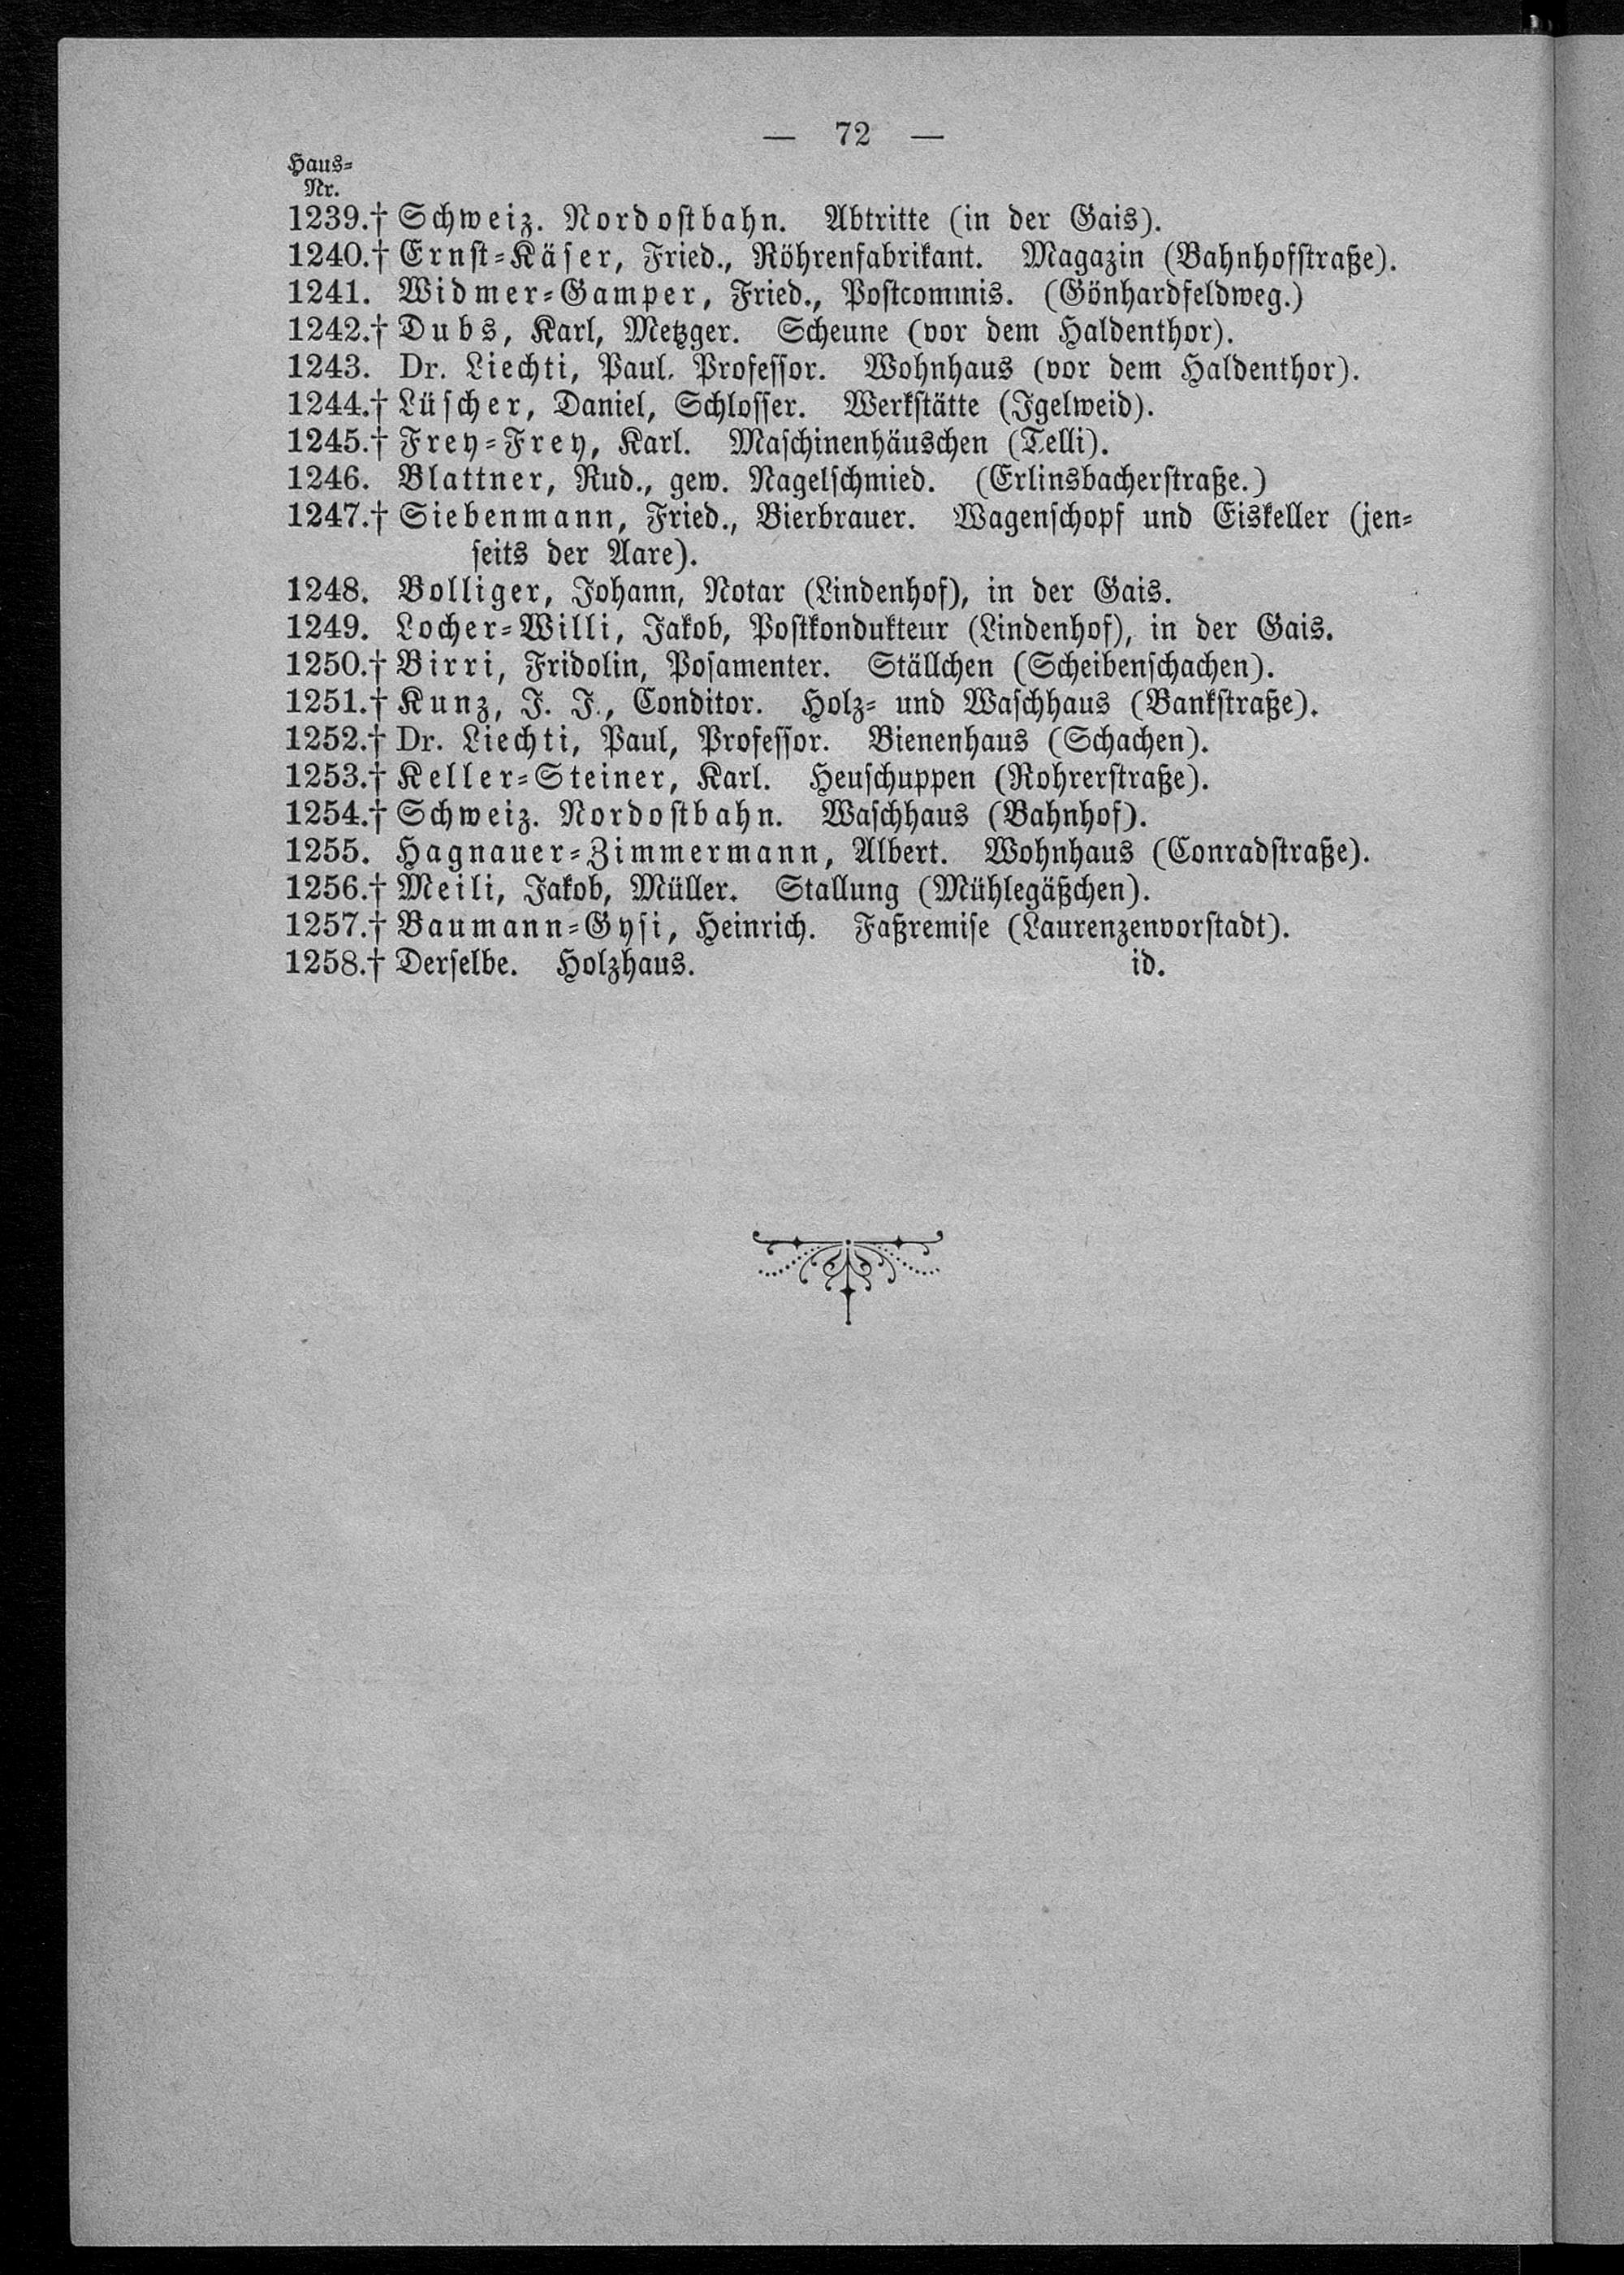 — 72 —
Haus-
Nr.
1239.† Schweiz. Nordostbahn. Abtritte (in der Gais).
1240.† Ernst-Käser, Fried., Röhrenfabrikant. Magazin (Bahnhofstraße).
1241. Widmer-Gamper, Fried., Postcommis. (Gönhardfeldweg.)
1242.† Dubs, Karl, Metzger. Scheune (vor dem Haldenthor).
1243. Dr. Liechti, Paul. Professor. Wohnhaus (vor dem Haldenthor).
1244.† Lüscher, Daniel, Schlosser. Werkstätte (Igelweid).
1245.† Frey-Frey, Karl. Maschinenhäuschen (Telli).
1246. Blattner, Rud., gew. Nagelschmied. (Erlinsbacherstraße.)
1247.† Siebenmann, Fried., Bierbrauer. Wagenschopf und Eiskeller (jen-
seits der Aare).
1248. Bolliger, Johann, Notar (Lindenhof), in der Gais.
1249. Locher-Willi, Jakob, Postkondukteur (Lindenhof), in der Gais.
1250.† Birri, Fridolin, Posamenter. Ställchen (Scheibenschachen).
1251.† Kunz, J. J., Conditor. Holz- und Waschhaus (Bankstraße).
1252.† Dr. Liechti, Paul, Professor. Bienenhaus (Schachen).
1253.† Keller-Steiner, Karl. Heuschuppen (Rohrerstraße).
1254.† Schweiz. Nordostbahn. Waschhaus (Bahnhof).
1255. Hagnauer-Zimmermann, Albert. Wohnhaus (Conradstraße).
1256.† Meili, Jakob, Müller. Stallung (Mühlegäßchen).
1257.† Baumann-Gysi, Heinrich. Faßremise (Laurenzenvorstadt).
1258.† Derselbe. Holzhaus. id.